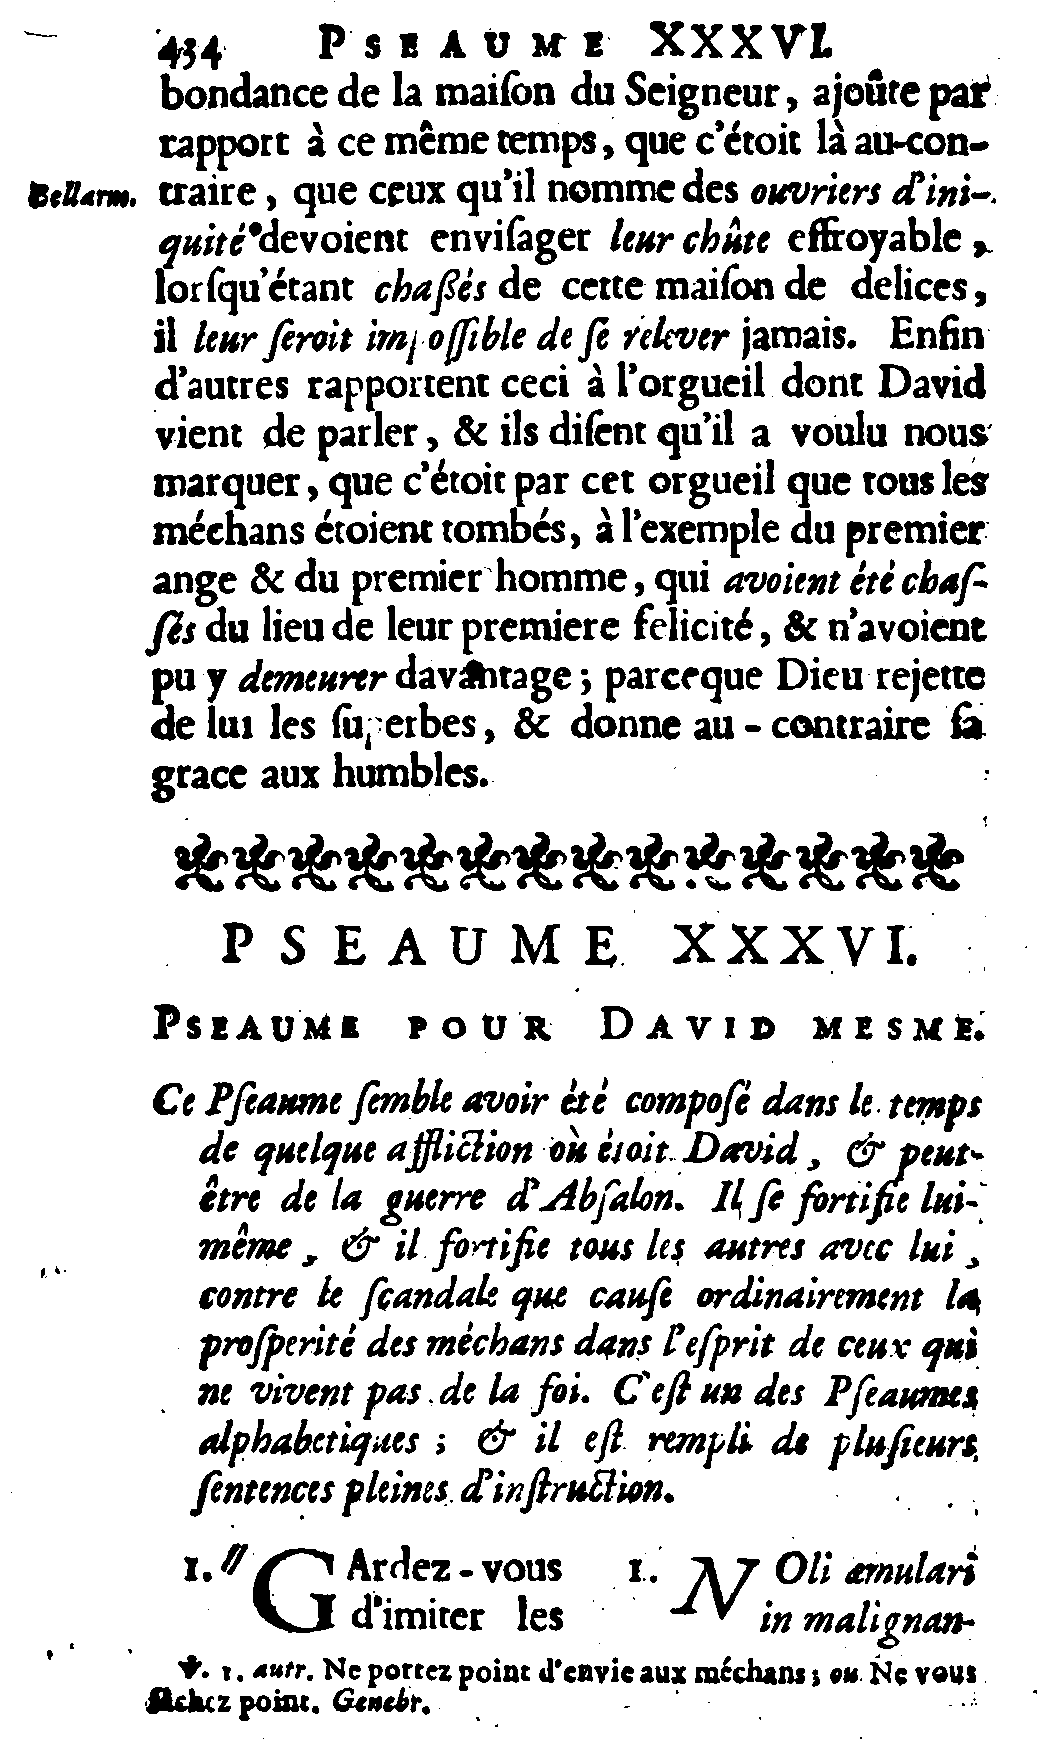 434 PSEAUME XXXVI.
bondance de la maiſon du Seigneur, ajoûte par
rapport à ce même temps, que c'étoit là au-con-
Bellarm. traire, que ceux qu'il nomme des ouvriers d'ini-
quité devoient enviſager leur chûte effroyable,
lorſqu'étant chaſſés de cette maiſon de delices,
il leur ſeroit impoſſible de ſe relever jamais. Enfin
d'autres rapportent ceci à l'orgueil dont David
vient de parler, & ils diſent qu'il a voulu nous
marquer, que c'étoit par cet orgueil que tous les
méchans étoient tombés, à l'exemple du premier
ange & du premier homme, qui avoient été chaſ-
ſés du lieu de leur premiere felicité, & n'avoient
pu y demeurer davantage; parceque Dieu rejette
de lui les ſuperbes, & donne au-contraire ſa
grace aux humbles.
PSEAUME XXXVI.
PSEAUME POUR DAVID MESME.
Ce Pſeaume ſemble avoir été compoſé dans le temps
de quelque affliction où étoit David, & peut-
être de la guerre d'Abſalon. Il ſe fortifie lui-
même, & il fortifie tous les autres avec lui,
contre le ſcandale que cauſe ordinairement la
proſperité des méchans dans l'eſprit de ceux qui
ne vivent pas de la foi. C'eſt un des Pſeaumes
alphabetiques; & il eſt rempli de pluſieurs
ſentences pleines d'inſtruction.
1. " GArdez-vous
d'imiter les
1. NOli æmulari
in malignan-
℣. 1. autr. Ne portez point d'envie aux méchans; ou Ne vous
fâchez point. Genebr.